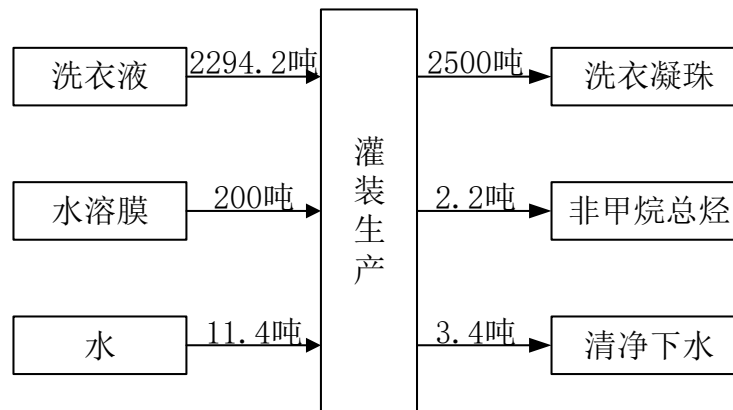 洗衣液
2294.2吨
2500吨
洗衣凝珠
灌装生产
水溶膜
200吨
2.2吨
非甲烷总烃
水
11.4吨
3.4吨
清净下水